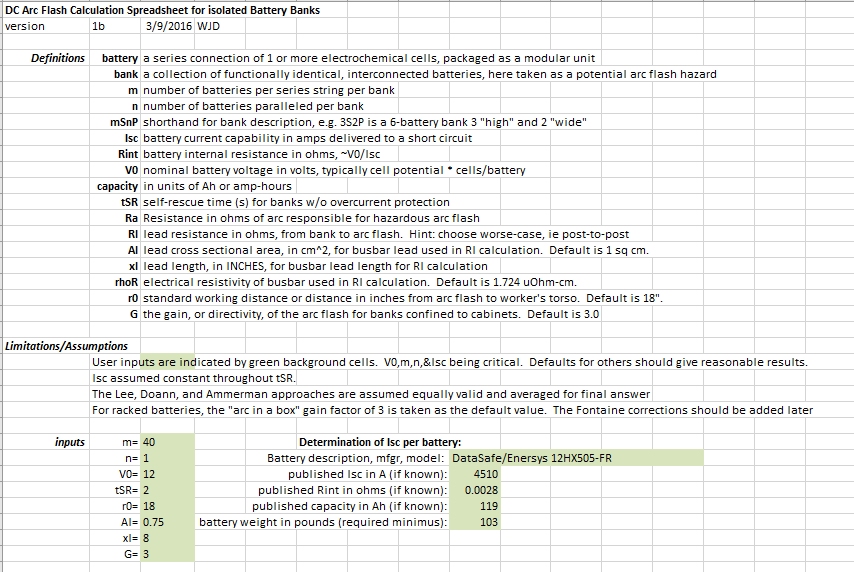 DC Arc Flash Calculation Spreadsheet for isolated Battery Banks
version 1b 3/9/2016 WJD
Definitions battery a series connection of 1 or more electrochemical cells, packaged as a modular unit
bank a collection of functionally identical, interconnected batteries, here taken as a potential arc flash hazard
m number of batteries per series string per bank
n number of batteries paralleled per bank
mSnP shorthand for bank description, e.g. 3S2P is a 6-battery bank 3 "high" and 2 "wide"
Isc battery current capability in amps delivered to a short circuit
Rint battery internal resistance in ohms, ~V0/Isc
V0 nominal battery voltage in volts, typically cell potential * cells/battery
capacity in units of Ah or amp-hours
tSR self-rescue time (s) for banks w/o overcurrent protection
Ra Resistance in ohms of arc responsible for hazardous arc flash
Rl lead resistance in ohms, from bank to arc flash. Hint: choose worse-case, ie post-to-post
Al lead cross sectional area, in cm^2, for busbar lead used in Rl calculation. Default is 1 sq cm.
xl lead length, in INCHES, for busbar lead length for Rl calculation
rhoR electrical resistivity of busbar used in Rl calculation. Default is 1.724 uOhm-cm.
r0 standard working distance or distance in inches from arc flash to worker's torso. Default is 18".
G the gain, or directivity, of the arc flash for banks confined to cabinets. Default is 3.0
Limitations/Assumptions
User inputs are indicated by green background cells. V0,m,n,&Isc being critical. Defaults for others should give reasonable results.
Isc assumed constant throughout tSR.
The Lee, Doann, and Ammerman approaches are assumed equally valid and averaged for final answer
For racked batteries, the "arc in a box" gain factor of 3 is taken as the default value. The Fontaine corrections should be added later
inputs m= 40 Determination of Isc per battery:
n= 1 Battery description, mfgr, model: DataSafe/Enersys 12HX505-FR
V0= 12 published Isc in A (if known): 4510
tSR= 2 published Rint in ohms (if known): 0.0028
r0= 18 published capacity in Ah (if known): 119
Al= 0.75 battery weight in pounds (required minimus): 103
xl= 8
G= 3